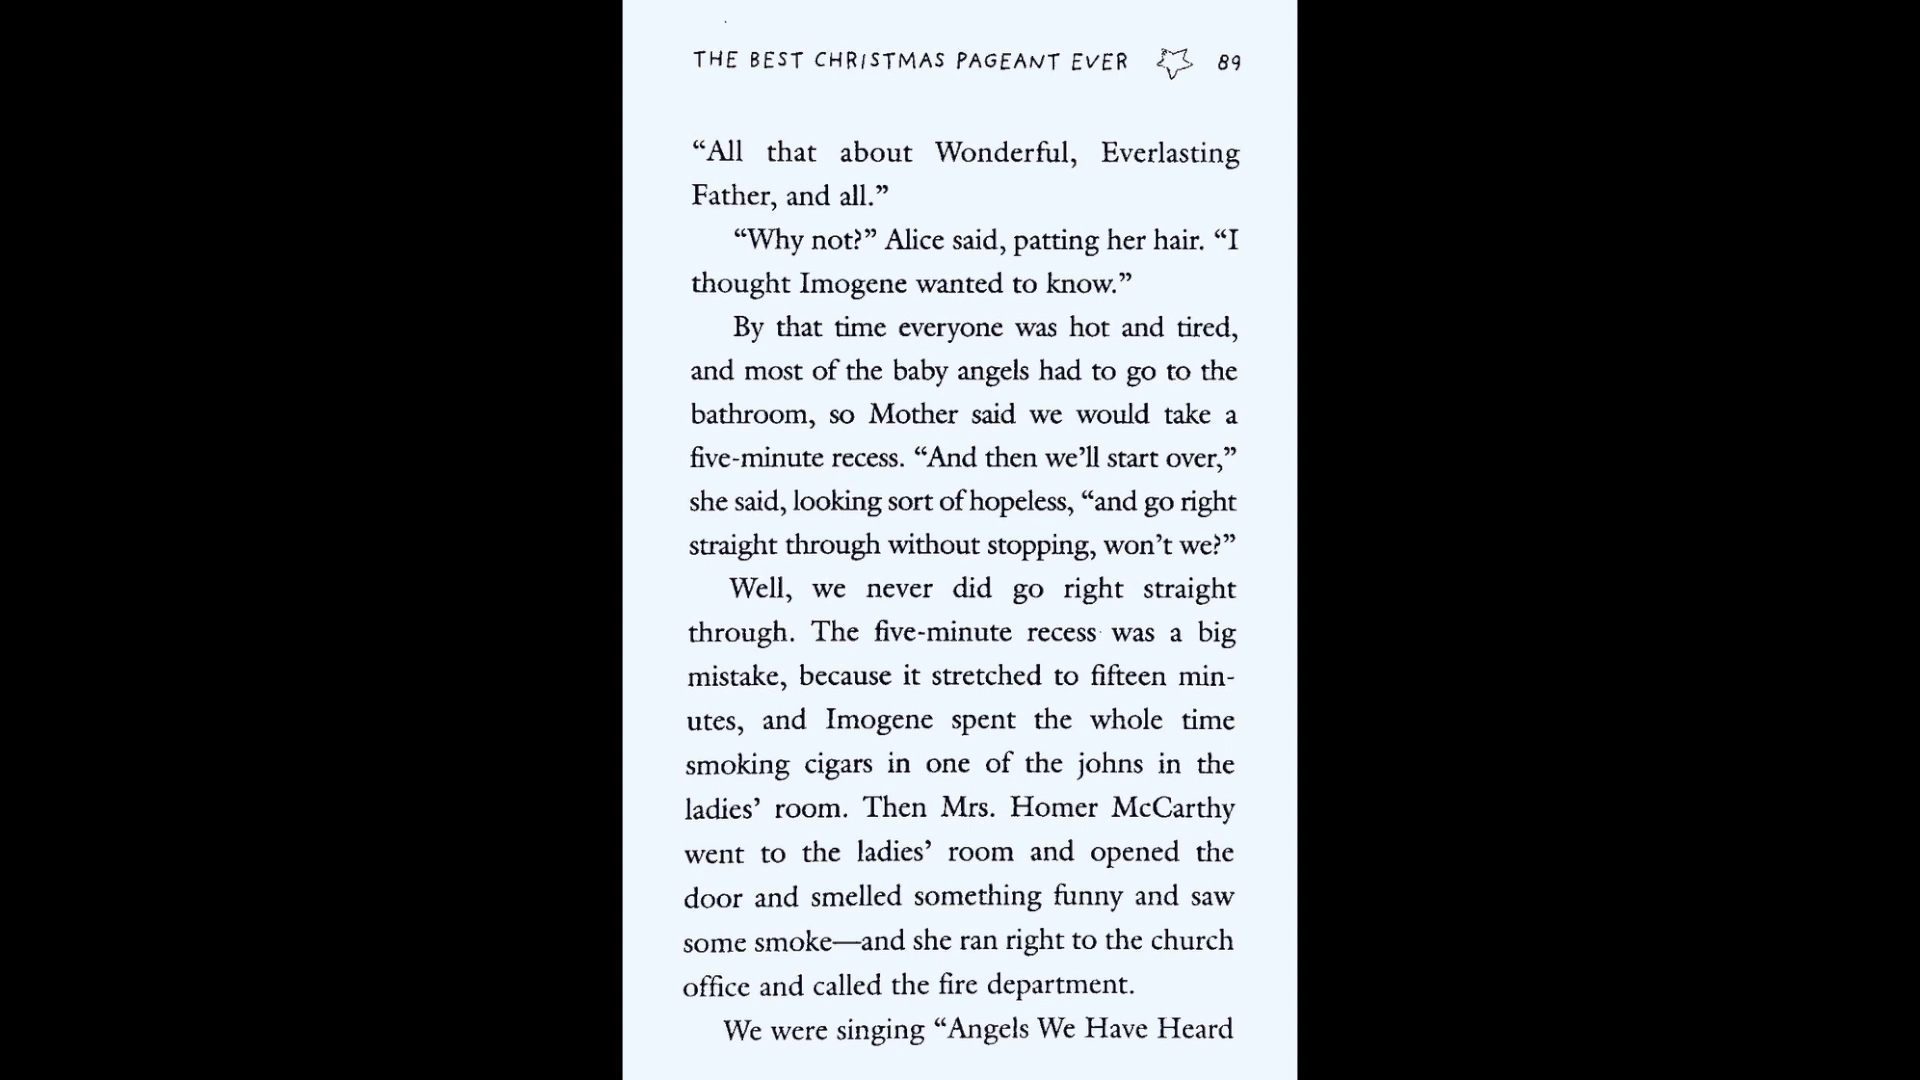 THE BEST CHRISTMAS PAGEANT EVER 89
“All that about Wonderful, Everlasting
Father, and all.”
“Why not?” Alice said, patting her hair. “I
thought Imogene wanted to know.”
By that time everyone was hot and tired,
and most of the baby angels had to go to the
bathroom, so Mother said we would take a
five-minute recess. “And then we’ll start over,”
she said, looking sort of hopeless, “and go right
straight through without stopping, won’t we?”
Well, we never did go right straight
through. The five-minute recess was a big
mistake, because it stretched to fifteen min-
utes, and Imogene spent the whole time
smoking cigars in one of the johns in the
ladies’ room. Then Mrs. Homer McCarthy
went to the ladies’ room and opened the
door and smelled something funny and saw
some smoke—and she ran right to the church
office and called the fire department.
We were singing “Angels We Have Heard